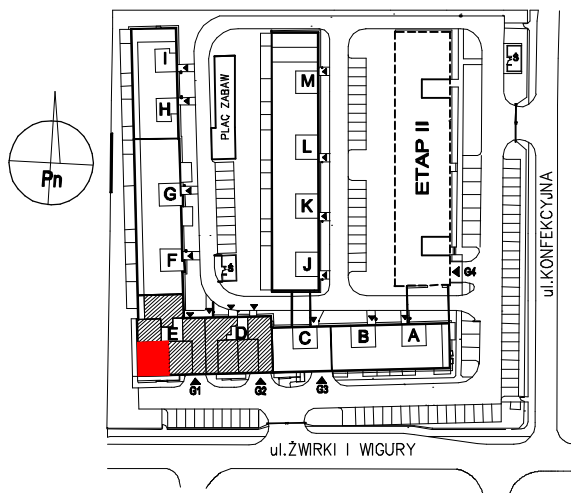 I
H
G
F
E
D
C
B
A
M
L
K
J
PLAC ZABAW
ETAP II
Ś
Ś
Pn
G1
G2
G3
G4
ul.KONFEKCYJNA
ul.ŻWIRKI I WIGURY